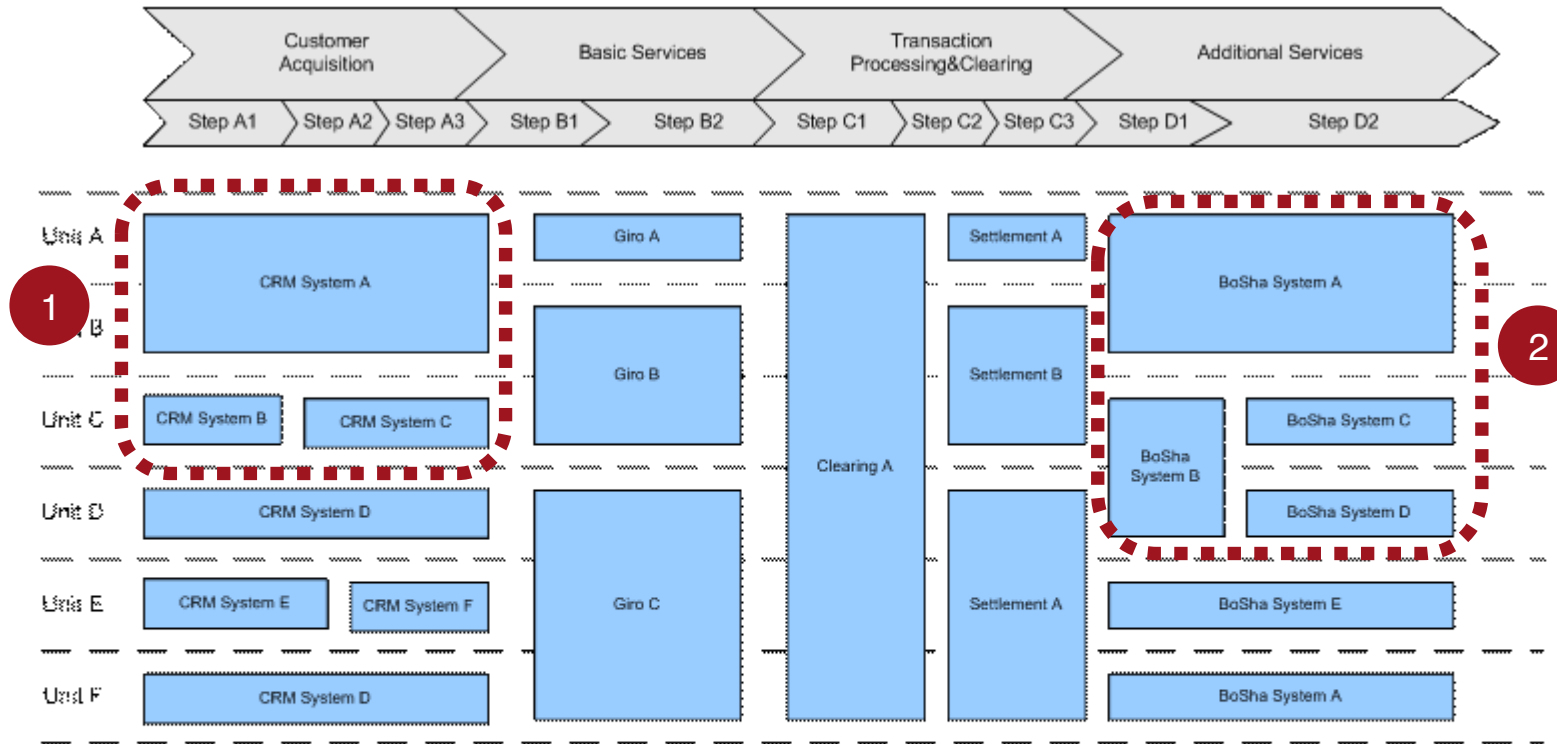 Customer
Acquisition
Basic Services
Transaction
Processing&Clearing
Additional Services
Step A1
Step A2
Step A3
Step B1
Step B2
Step C1
Step C2
Step C3
Step D1
Step D2
Unit A
CRM System A
Giro A
Settlement A
BoSha System A
1
B
Giro B
Settlement B
2
Unit C
CRM System B
CRM System C
BoSha System C
Clearing A
BoSha
System B
Unit D
CRM System D
BoSha System D
Unit E
CRM System E
CRM System F
Giro C
Settlement A
BoSha System E
Unit F
CRM System D
BoSha System A